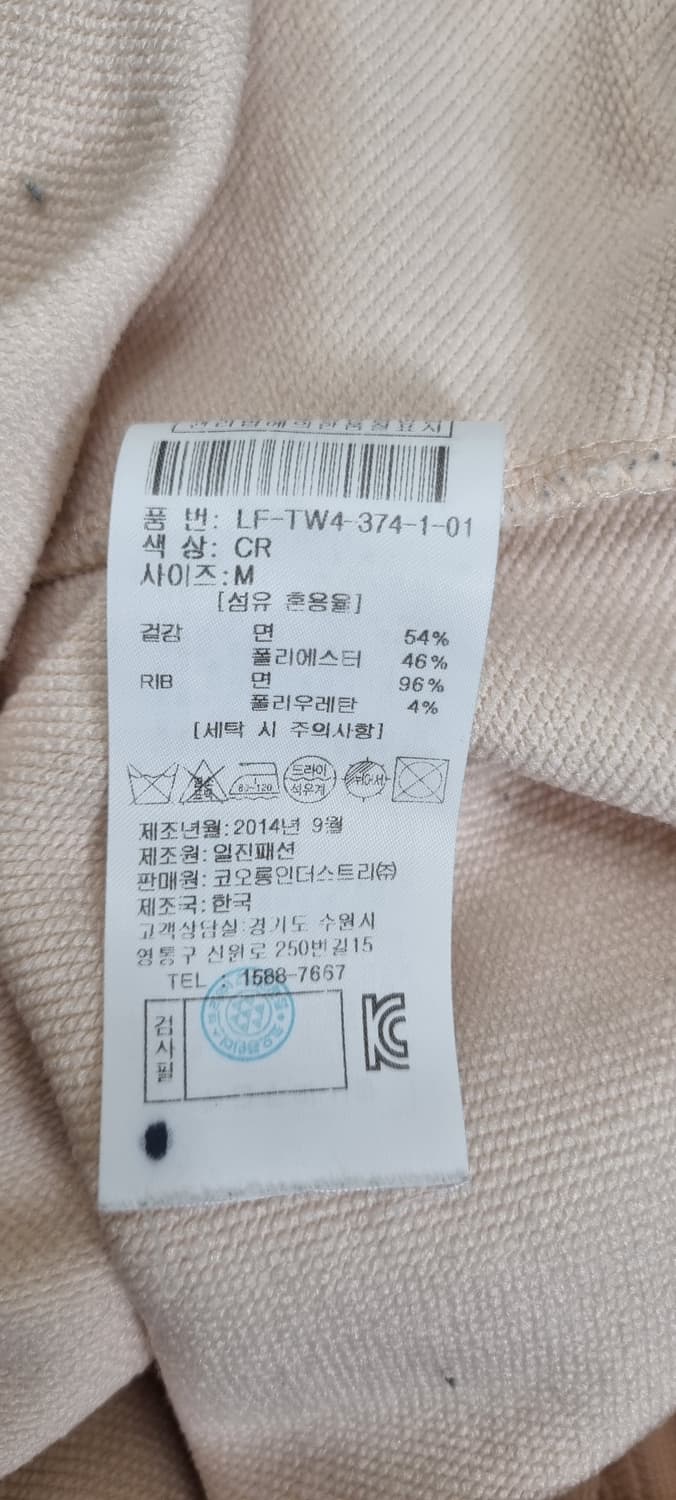 품 번: LF-TW4-374-1-01
색 상: CR
사이즈:M
[섬유 혼용율]
겉감 면 54%
폴리에스터 46%
RIB 면 96%
폴리우레탄 4%
[세탁 시 주의사항]
80~120 드라이 석유계 뉘어서
제조년월:2014년 9월
제조원:일진패션
판매원:코오롱인더스트리㈜
제조국:한국
고객상담실:경기도 수원시
영통구 신원로 250번길15
TEL : 1588-7667
검사필